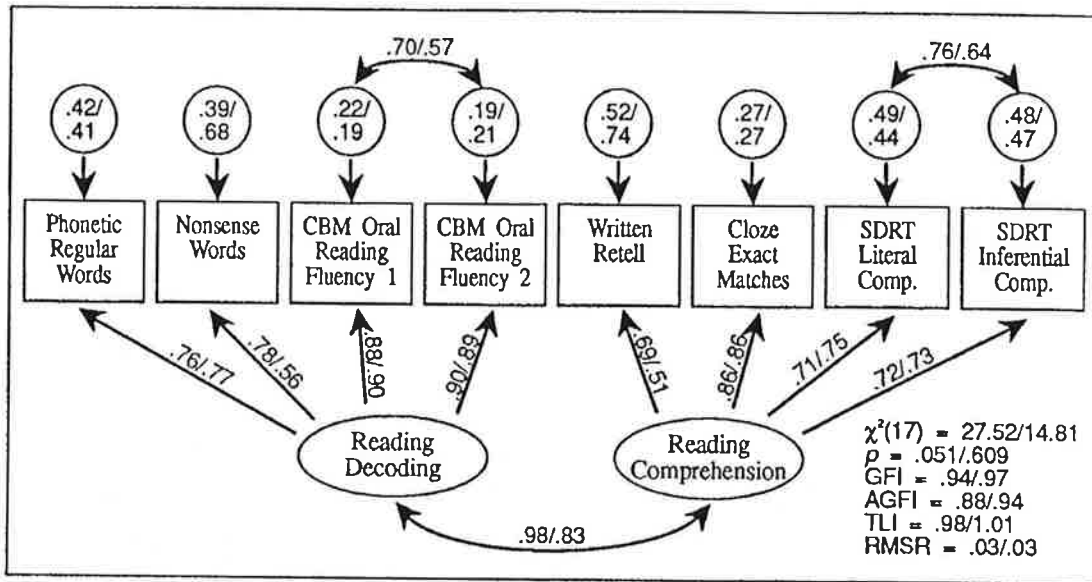 .70/.57
.76/.64
.42/
.41
.39/
.68
.22/
.19
.19/
.21
.52/
.74
.27/
.27
.49/
.44
.48/
.47
Phonetic
Regular
Words
Nonsense
Words
CBM Oral
Reading
Fluency 1
CBM Oral
Reading
Fluency 2
Written
Retell
Cloze
Exact
Matches
SDRT
Literal
Comp.
SDRT
Inferential
Comp.
.76/.77
.78/.56
.88/.90
.90/.89
.69/.51
.86/.86
.71/.75
.72/.73
Reading
Decoding
Reading
Comprehension
.98/.83
χ²(17) = 27.52/14.81
ρ = .051/.609
GFI = .94/.97
AGFI = .88/.94
TLI = .98/1.01
RMSR = .03/.03